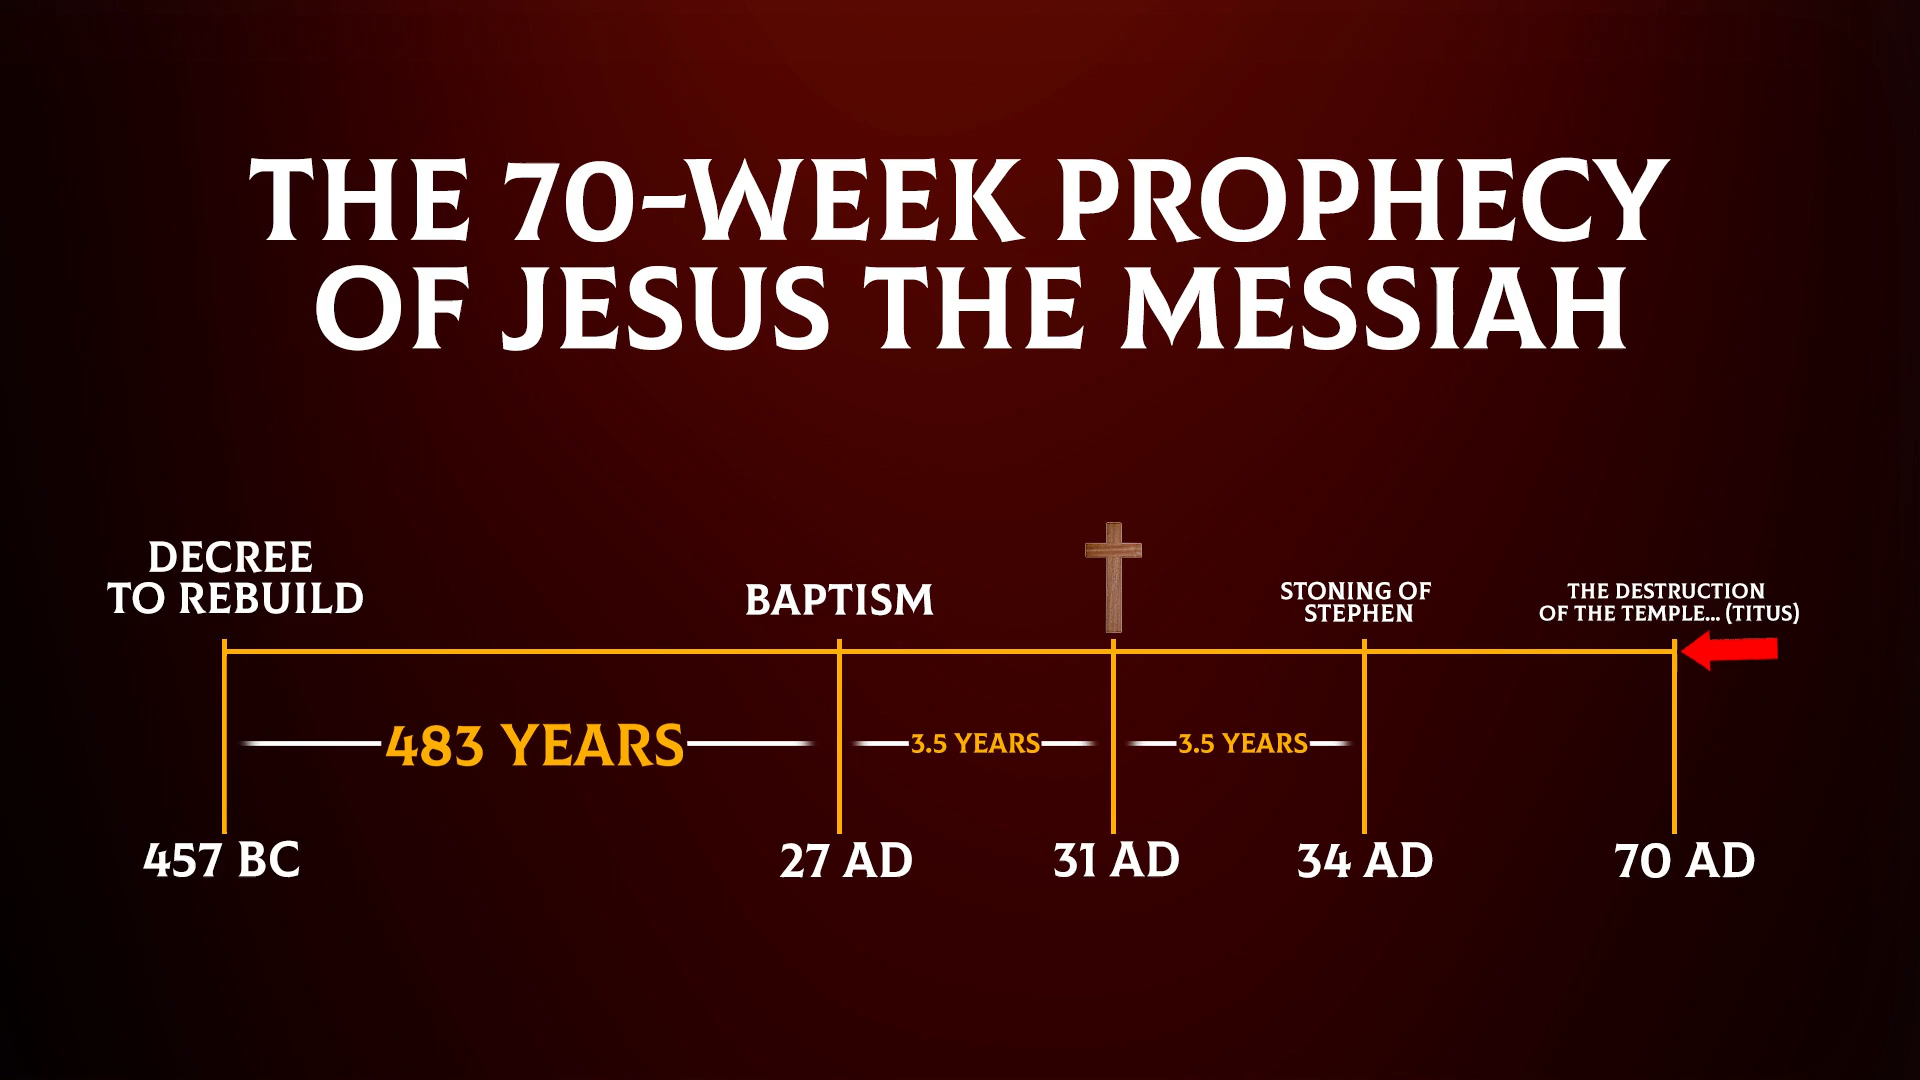 THE 70-WEEK PROPHECY
OF JESUS THE MESSIAH
DECREE
TO REBUILD
BAPTISM
STONING OF
STEPHEN
THE DESTRUCTION
OF THE TEMPLE... (TITUS)
483 YEARS
3.5 YEARS
3.5 YEARS
457 BC
27 AD
31 AD
34 AD
70 AD